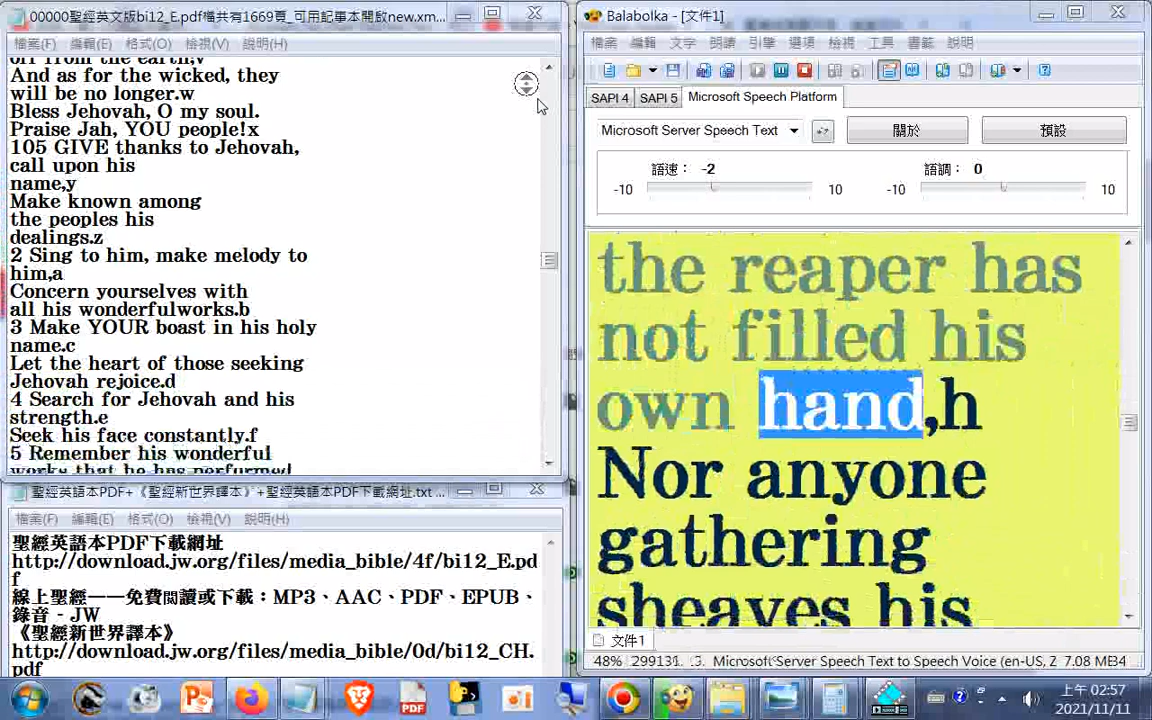 00000聖經英文版bi12_E.pdf檔共有1669頁_可用記事本開啟new.xm...
檔案(F) 編輯(E) 格式(O) 檢視(V) 說明(H)
off from the earth,v
And as for the wicked, they
will be no longer.w
Bless Jehovah, O my soul.
Praise Jah, YOU people!x
105 GIVE thanks to Jehovah,
call upon his
name,y
Make known among
the peoples his
dealings.z
2 Sing to him, make melody to
him,a
Concern yourselves with
all his wonderfulworks.b
3 Make YOUR boast in his holy
name.c
Let the heart of those seeking
Jehovah rejoice.d
4 Search for Jehovah and his
strength.e
Seek his face constantly.f
5 Remember his wonderful
works that he has performed
聖經英語本PDF+《聖經新世界譯本》+聖經英語本PDF下載網址.txt ...
檔案(F) 編輯(E) 格式(O) 檢視(V) 說明(H)
聖經英語本PDF下載網址
http://download.jw.org/files/media_bible/4f/bi12_E.pd
f
線上聖經——免費閱讀或下載：MP3、AAC、PDF、EPUB、
錄音 - JW
《聖經新世界譯本》
http://download.jw.org/files/media_bible/0d/bi12_CH.
pdf
Balabolka - [文件1]
檔案 編輯 文字 朗讀 引擎 選項 檢視 工具 書籤 說明
SAPI 4 SAPI 5 Microsoft Speech Platform
Microsoft Server Speech Text 關於 預設
語速： -2 語調： 0
-10 10 -10 10
the reaper has
not filled his
own hand,h
Nor anyone
gathering
sheaves his
文件1
48% Microsoft Server Speech Text to Speech Voice (en-US, Z 7.08 MB
上午 02:57
2021/11/11